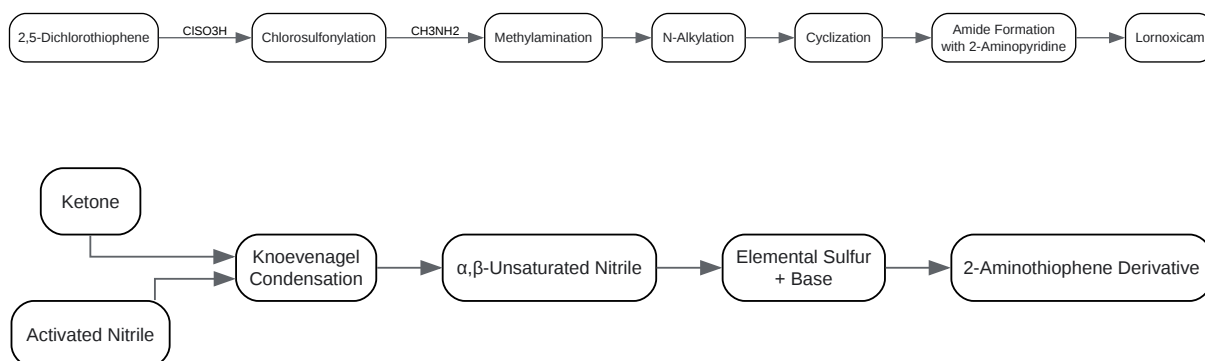 2,5-Dichlorothiophene
ClSO3H
Chlorosulfonylation
CH3NH2
Methylamination
N-Alkylation
Cyclization
Amide Formation
with 2-Aminopyridine
Lornoxicam
Ketone
Activated Nitrile
Knoevenagel
Condensation
α,β-Unsaturated Nitrile
Elemental Sulfur
+ Base
2-Aminothiophene Derivative